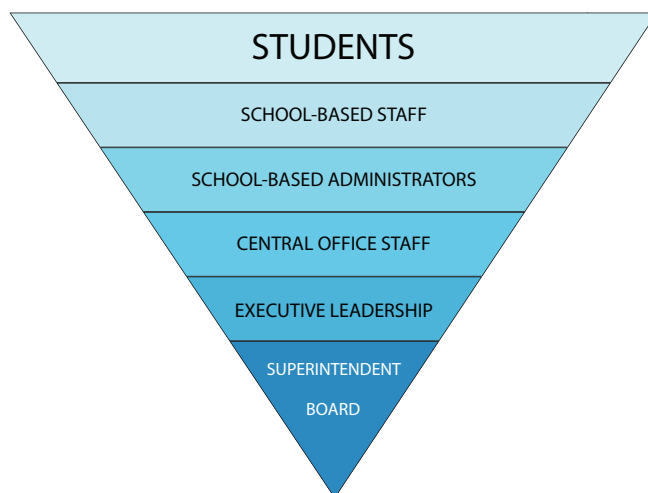 STUDENTS
SCHOOL-BASED STAFF
SCHOOL-BASED ADMINISTRATORS
CENTRAL OFFICE STAFF
EXECUTIVE LEADERSHIP
SUPERINTENDENT
BOARD